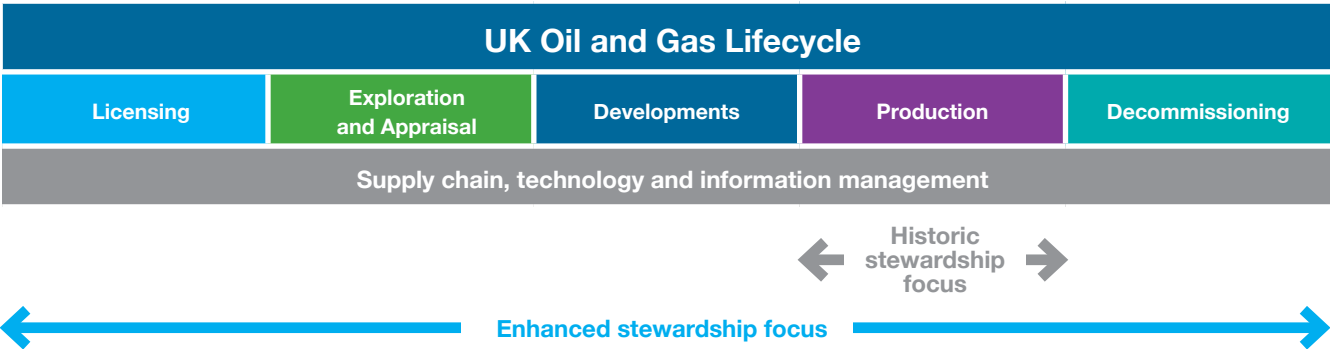 UK Oil and Gas Lifecycle
Licensing
Exploration
and Appraisal
Developments
Production
Decommissioning
Supply chain, technology and information management
Historic
stewardship
focus
Enhanced stewardship focus